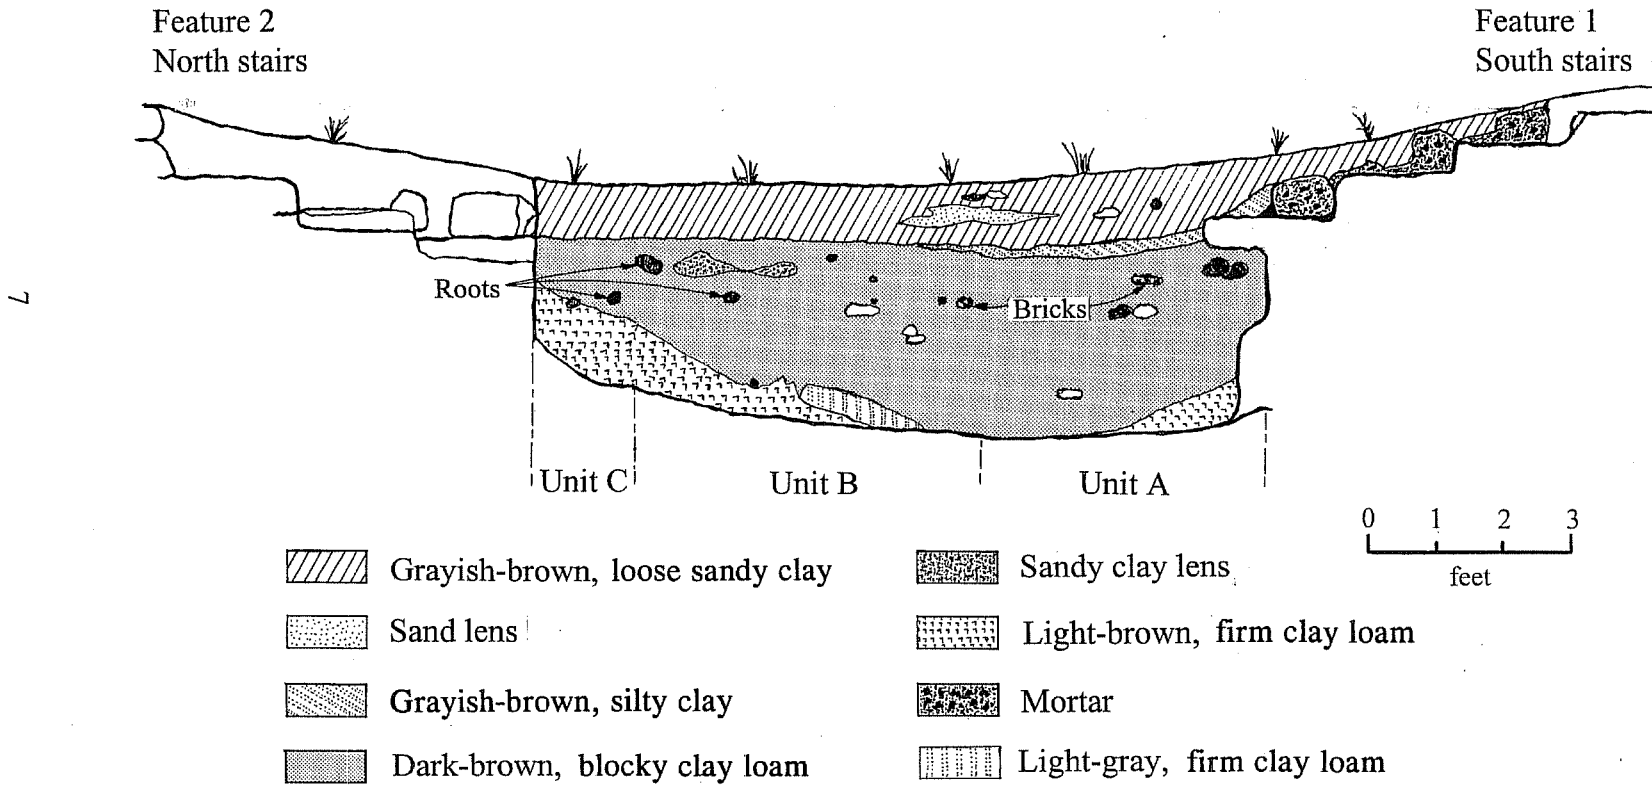 Feature 2
North stairs
Feature 1
South stairs
7
Roots
Bricks
Unit C
Unit B
Unit A
0 1 2 3
feet
Grayish-brown, loose sandy clay
Sand lens
Grayish-brown, silty clay
Dark-brown, blocky clay loam
Sandy clay lens
Light-brown, firm clay loam
Mortar
Light-gray, firm clay loam